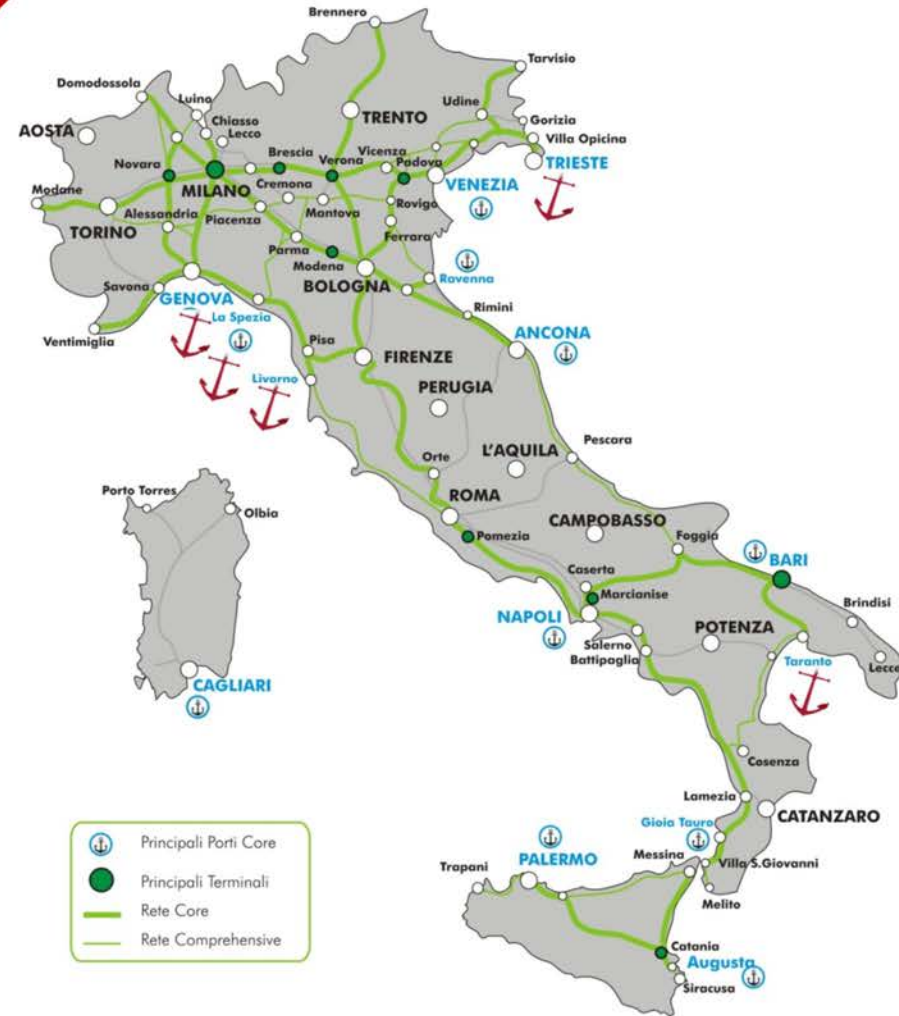 Brennero
Tarvisio
Domodossola
Luino
Chiasso
Lecco
TRENTO
Udine
Gorizia
Villa Opicina
AOSTA
Novara
MILANO
Brescia
Verona
Vicenza
Padova
VENEZIA
TRIESTE
Modane
TORINO
Alessandria
Piacenza
Cremona
Mantova
Rovigo
Ferrara
Parma
Modena
BOLOGNA
Ravenna
Savona
GENOVA
La Spezia
Rimini
Ventimiglia
Pisa
FIRENZE
ANCONA
Livorno
PERUGIA
Orte
L'AQUILA
Pescara
Porto Torres
Olbia
ROMA
Pomezia
CAMPOBASSO
Foggia
BARI
Caserta
Marcianise
NAPOLI
Salerno
Battipaglia
POTENZA
Brindisi
Lecce
Taranto
CAGLIARI
Cosenza
Lamezia
CATANZARO
Gioia Tauro
Villa S.Giovanni
Messina
Melito
PALERMO
Trapani
Catania
Augusta
Siracusa
Principali Porti Core
Principali Terminali
Rete Core
Rete Comprehensive